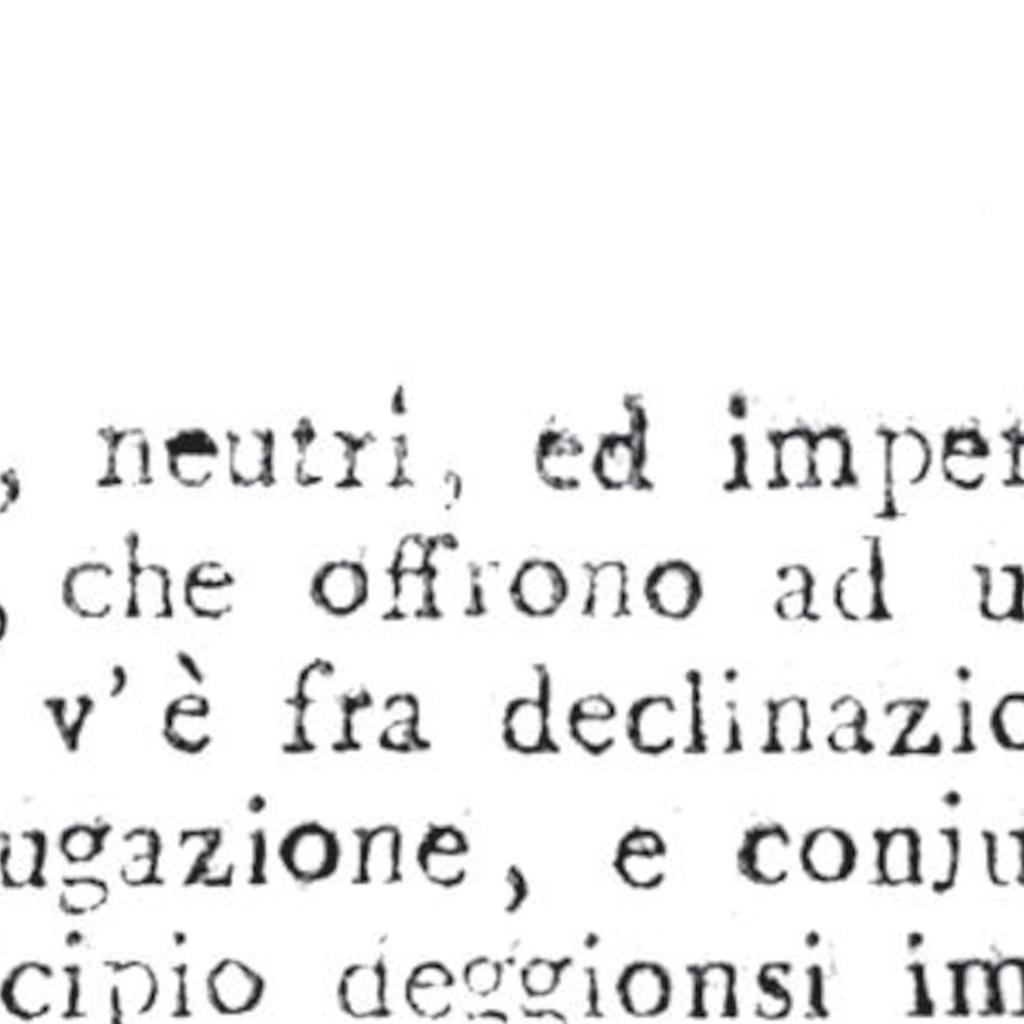 , neutri, ed imper
, che offrono ad u
v'è fra declinazio
ugazione, e conju
cipio deggionsi im